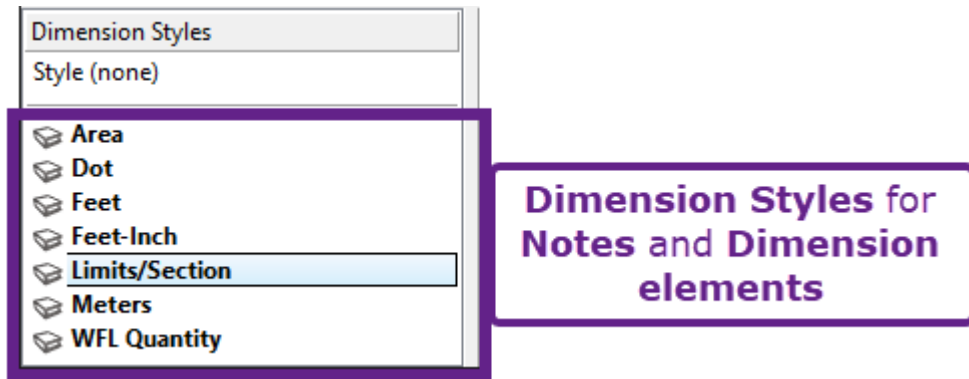 Dimension Styles
Style (none)
Area
Dot
Feet
Feet-Inch
Limits/Section
Meters
WFL Quantity
Dimension Styles for
Notes and Dimension
elements